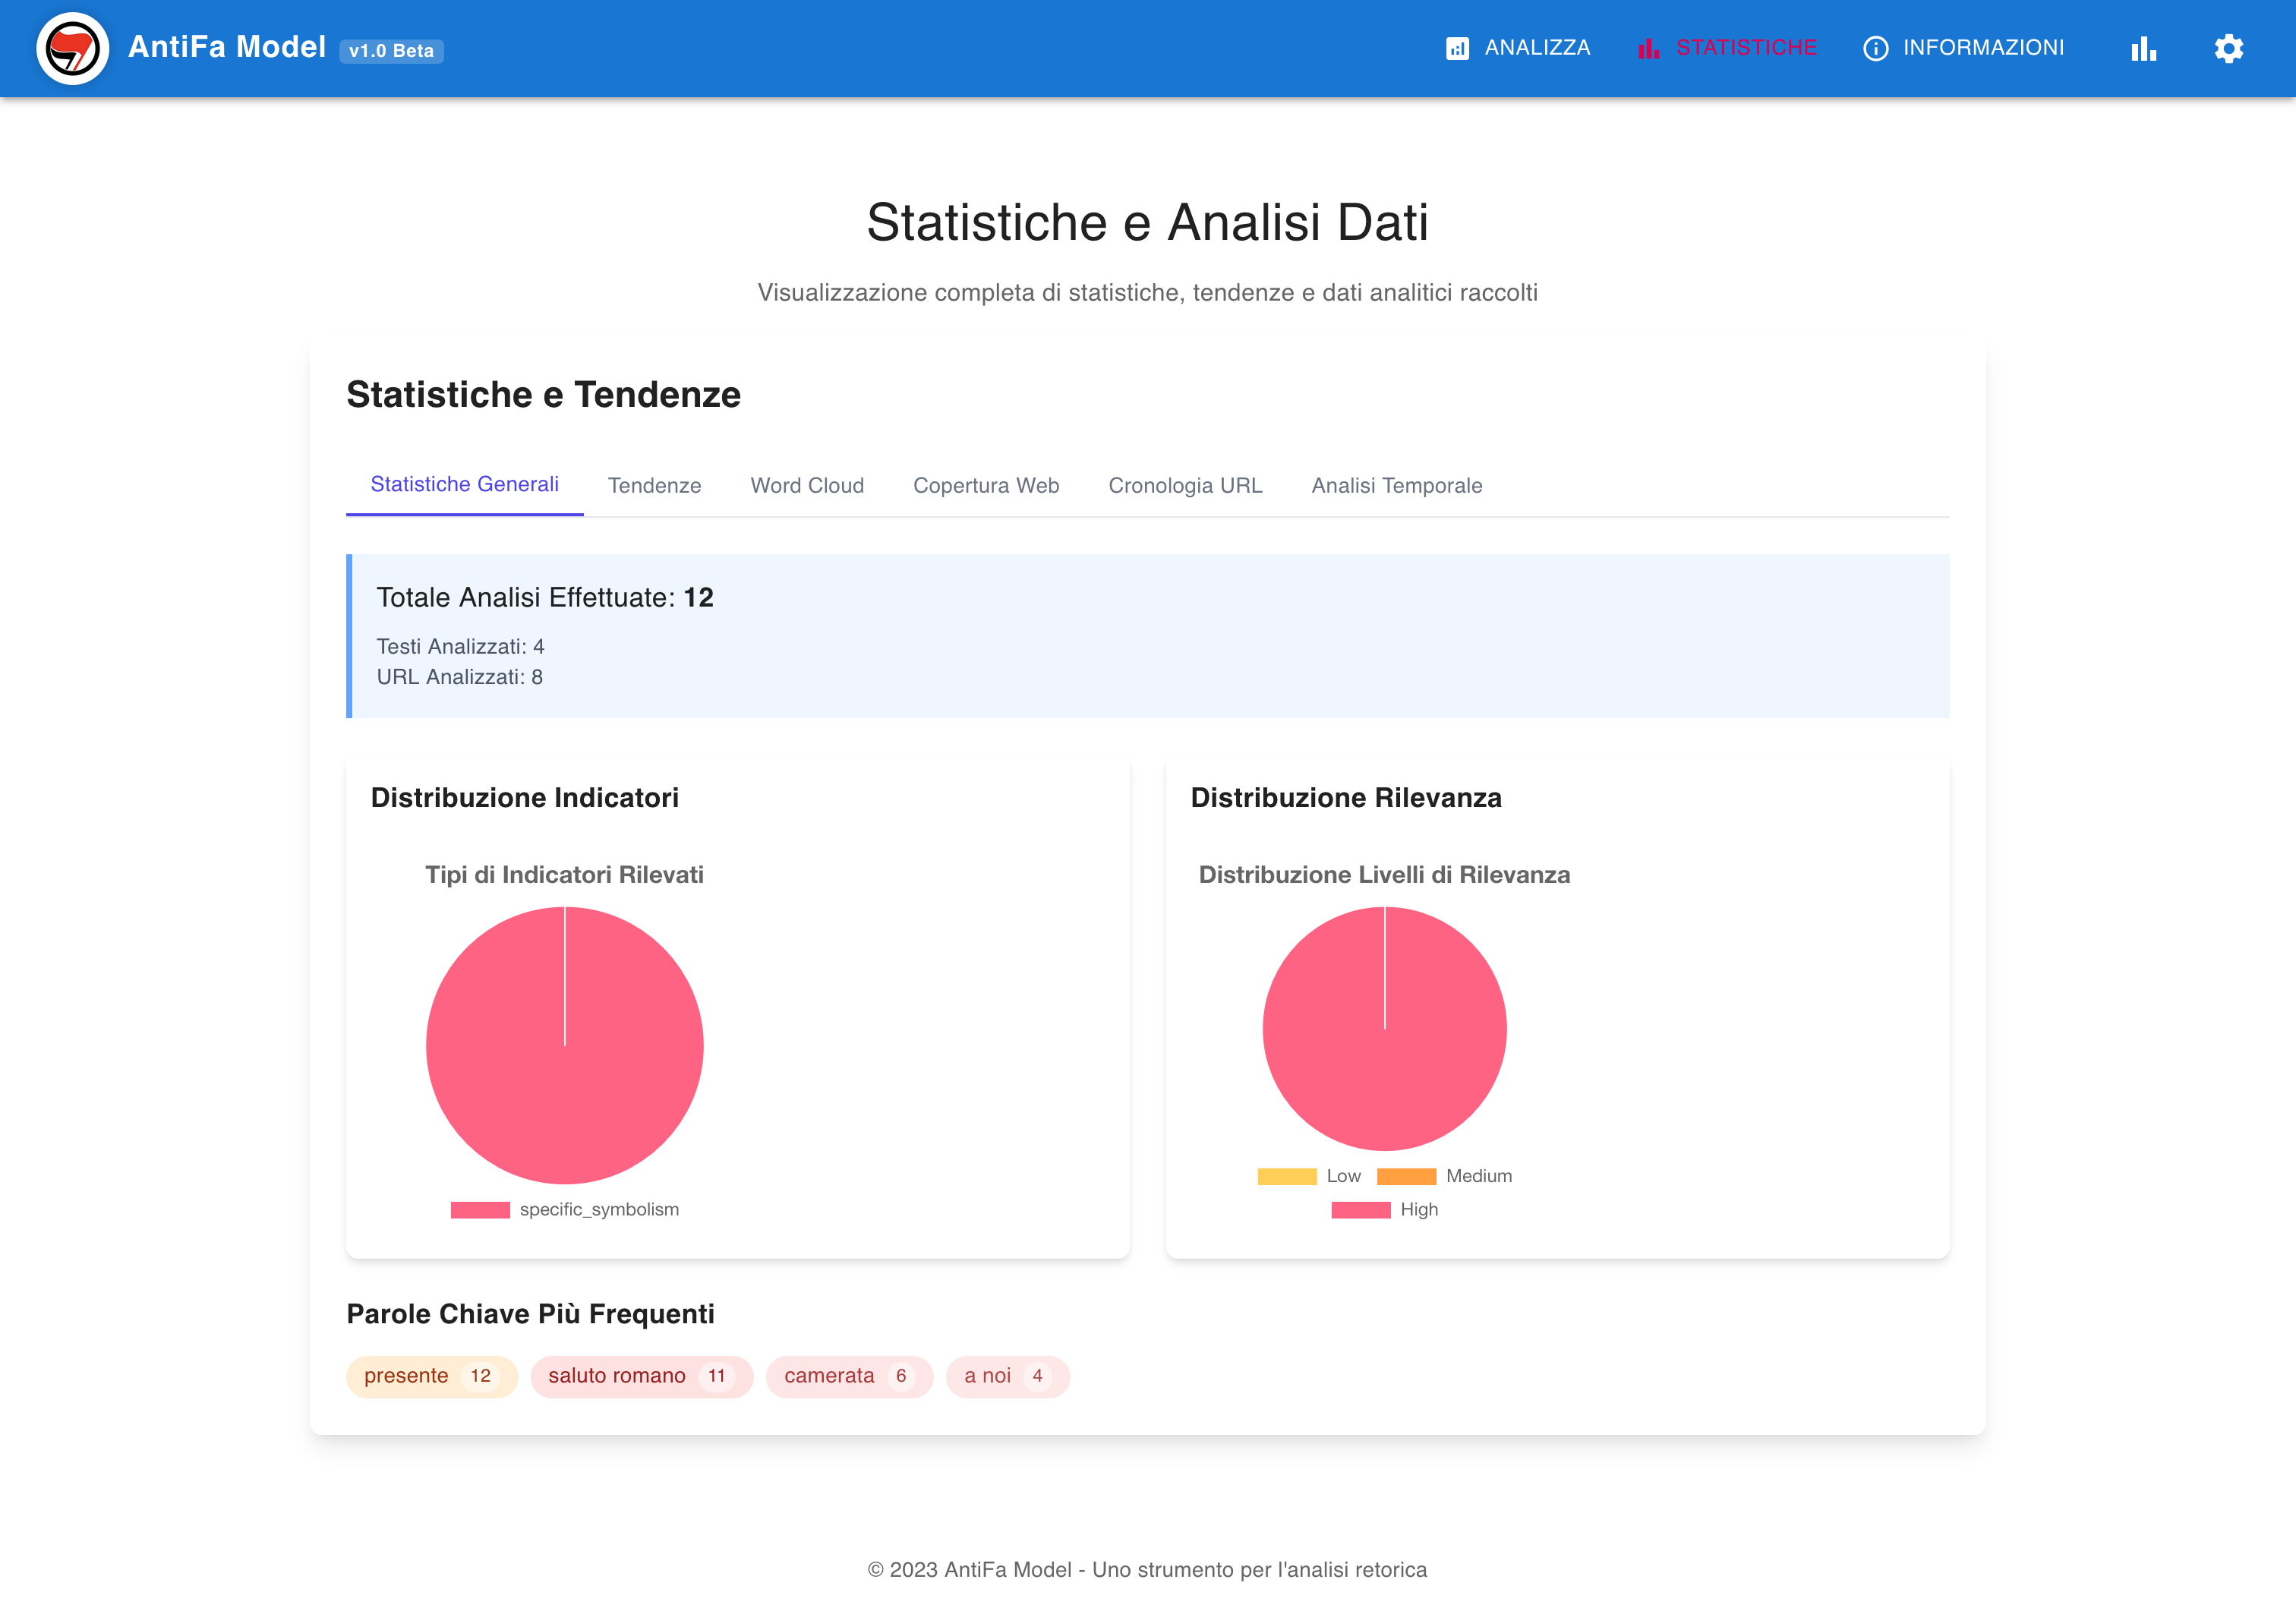 AntiFa Model v1.0 Beta ANALIZZA STATISTICHE INFORMAZIONI
Statistiche e Analisi Dati
Visualizzazione completa di statistiche, tendenze e dati analitici raccolti
Statistiche e Tendenze
Statistiche Generali Tendenze Word Cloud Copertura Web Cronologia URL Analisi Temporale
Totale Analisi Effettuate: 12
Testi Analizzati: 4
URL Analizzati: 8
Distribuzione Indicatori
Tipi di Indicatori Rilevati
specific_symbolism
Distribuzione Rilevanza
Distribuzione Livelli di Rilevanza
Low Medium
High
Parole Chiave Più Frequenti
presente 12 saluto romano 11 camerata 6 a noi 4
© 2023 AntiFa Model - Uno strumento per l'analisi retorica